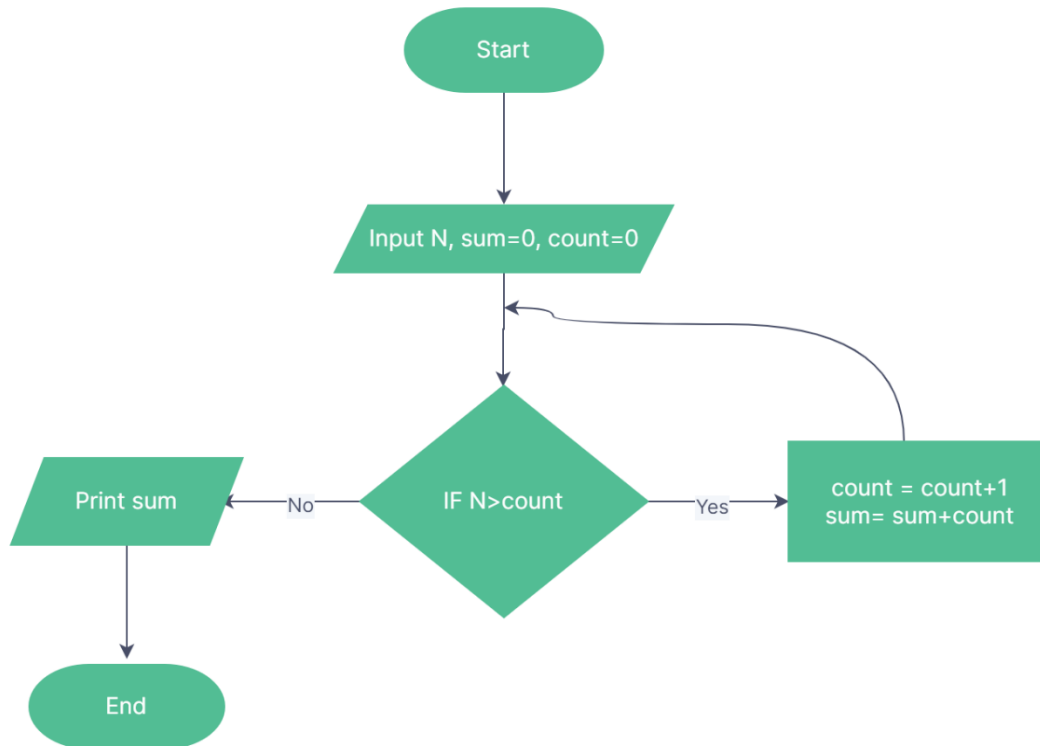 Start
Input N, sum=0, count=0
IF N>count
No
Yes
Print sum
count = count+1
sum= sum+count
End